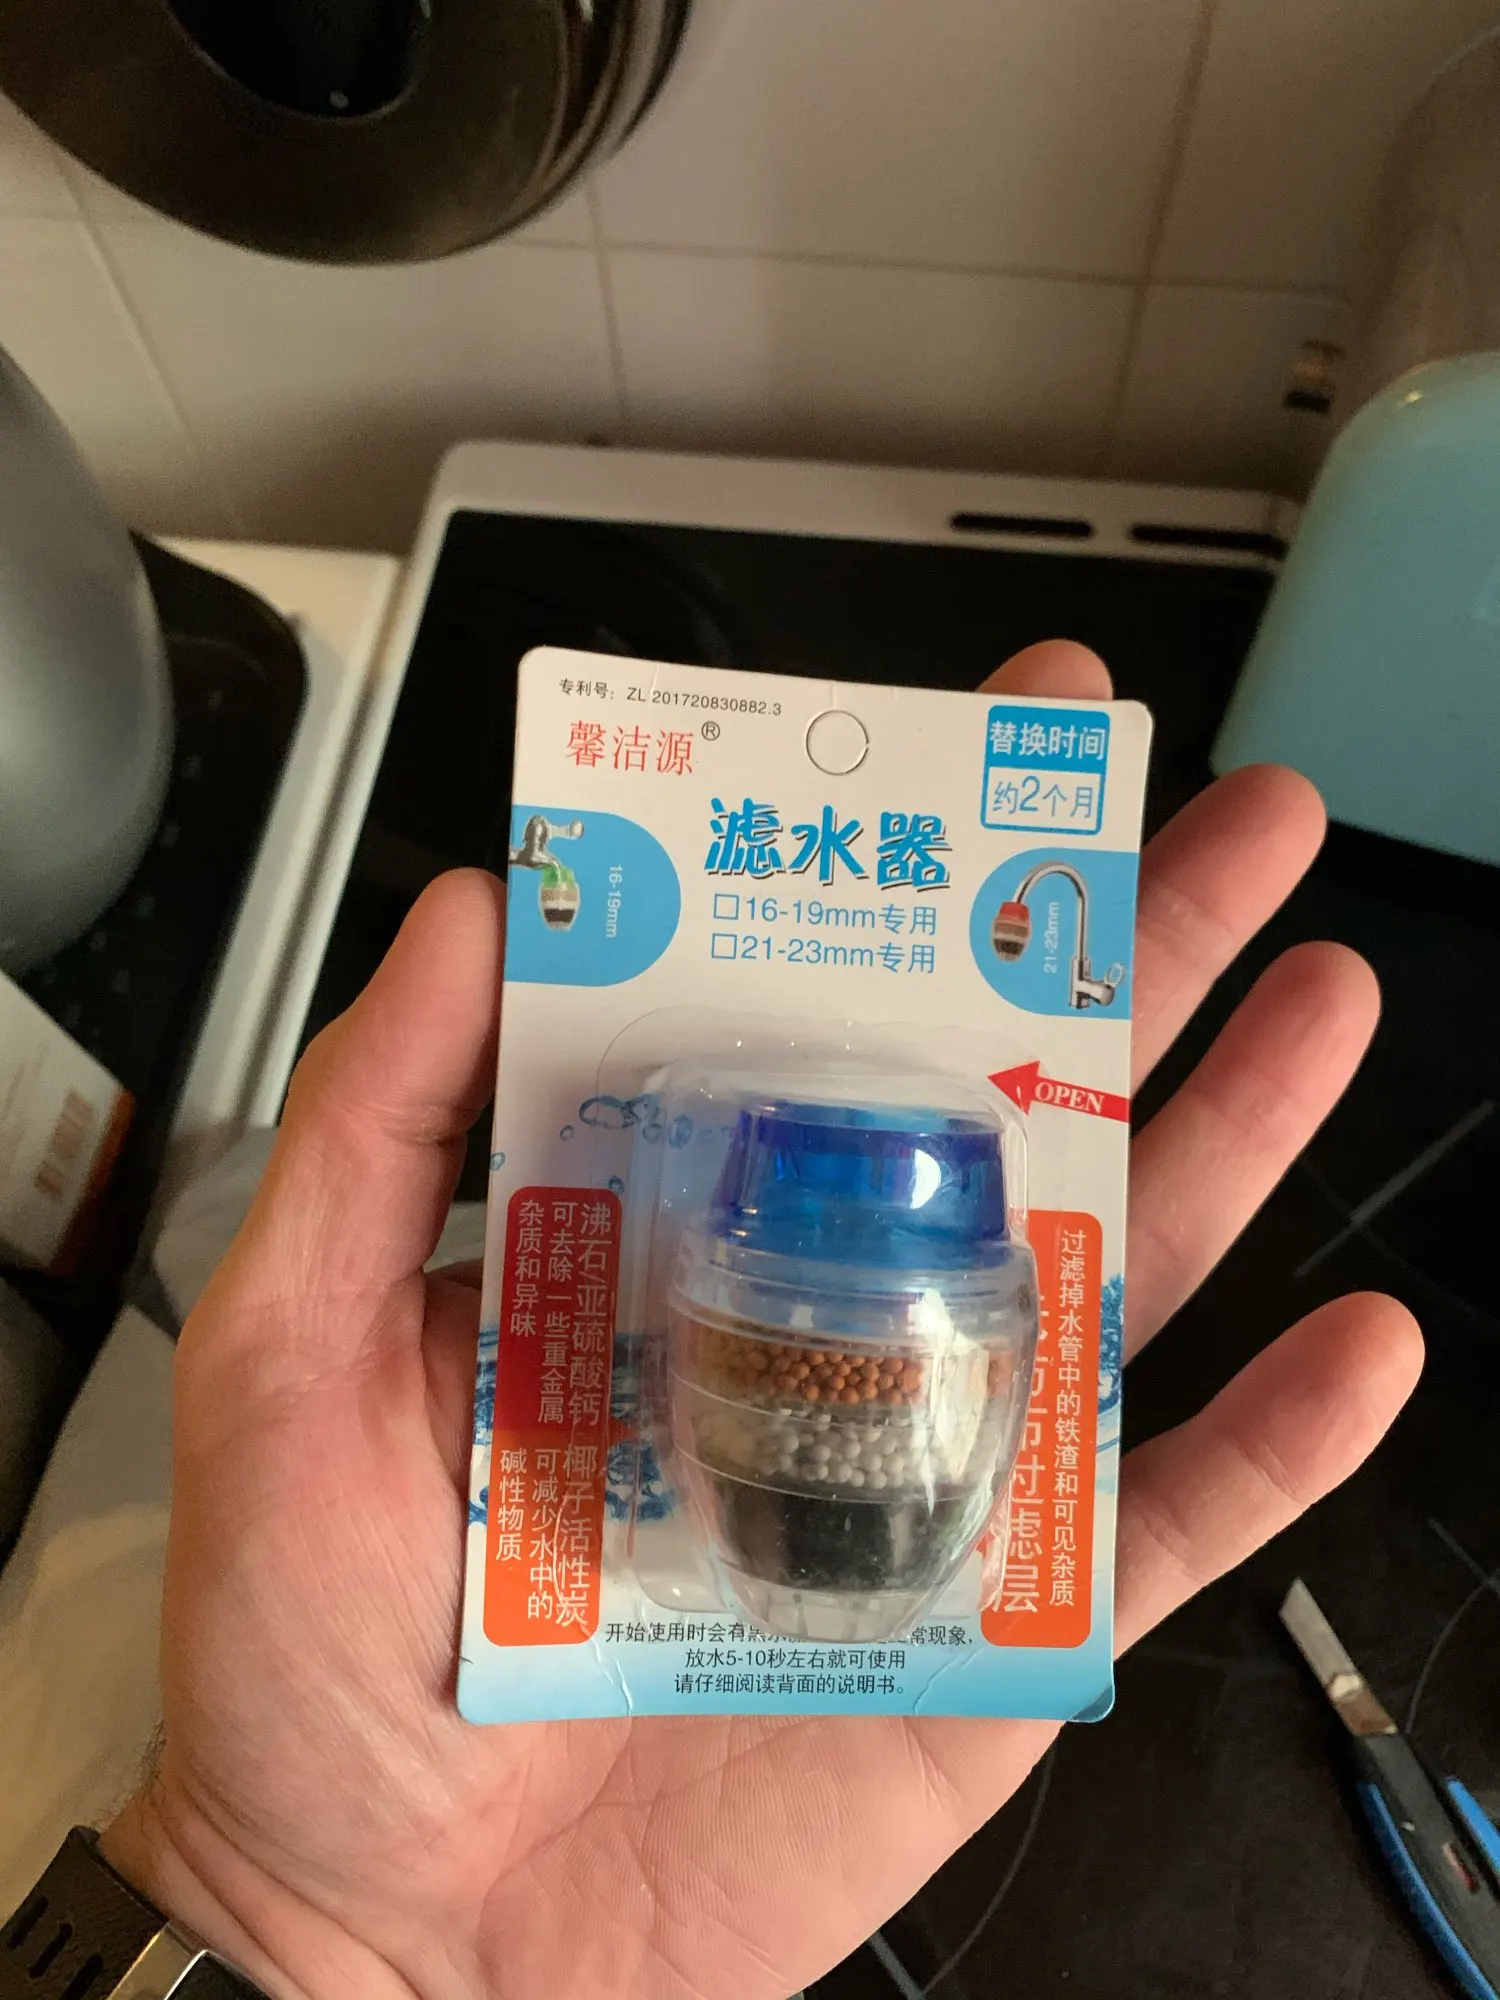 专利号：ZL 201720830882.3
馨洁源®
替换时间
约2个月
滤水器
16-19mm
□16-19mm专用
□21-23mm专用
21-23mm
OPEN
沸石/亚硫酸钙
可去除一些重金属
杂质和异味
椰子活性炭
可减少水中的
碱性物质
过滤掉水管中的铁渣和可见杂质
布过滤层
开始使用时会有黑水 常现象，
放水5-10秒左右就可使用
请仔细阅读背面的说明书。